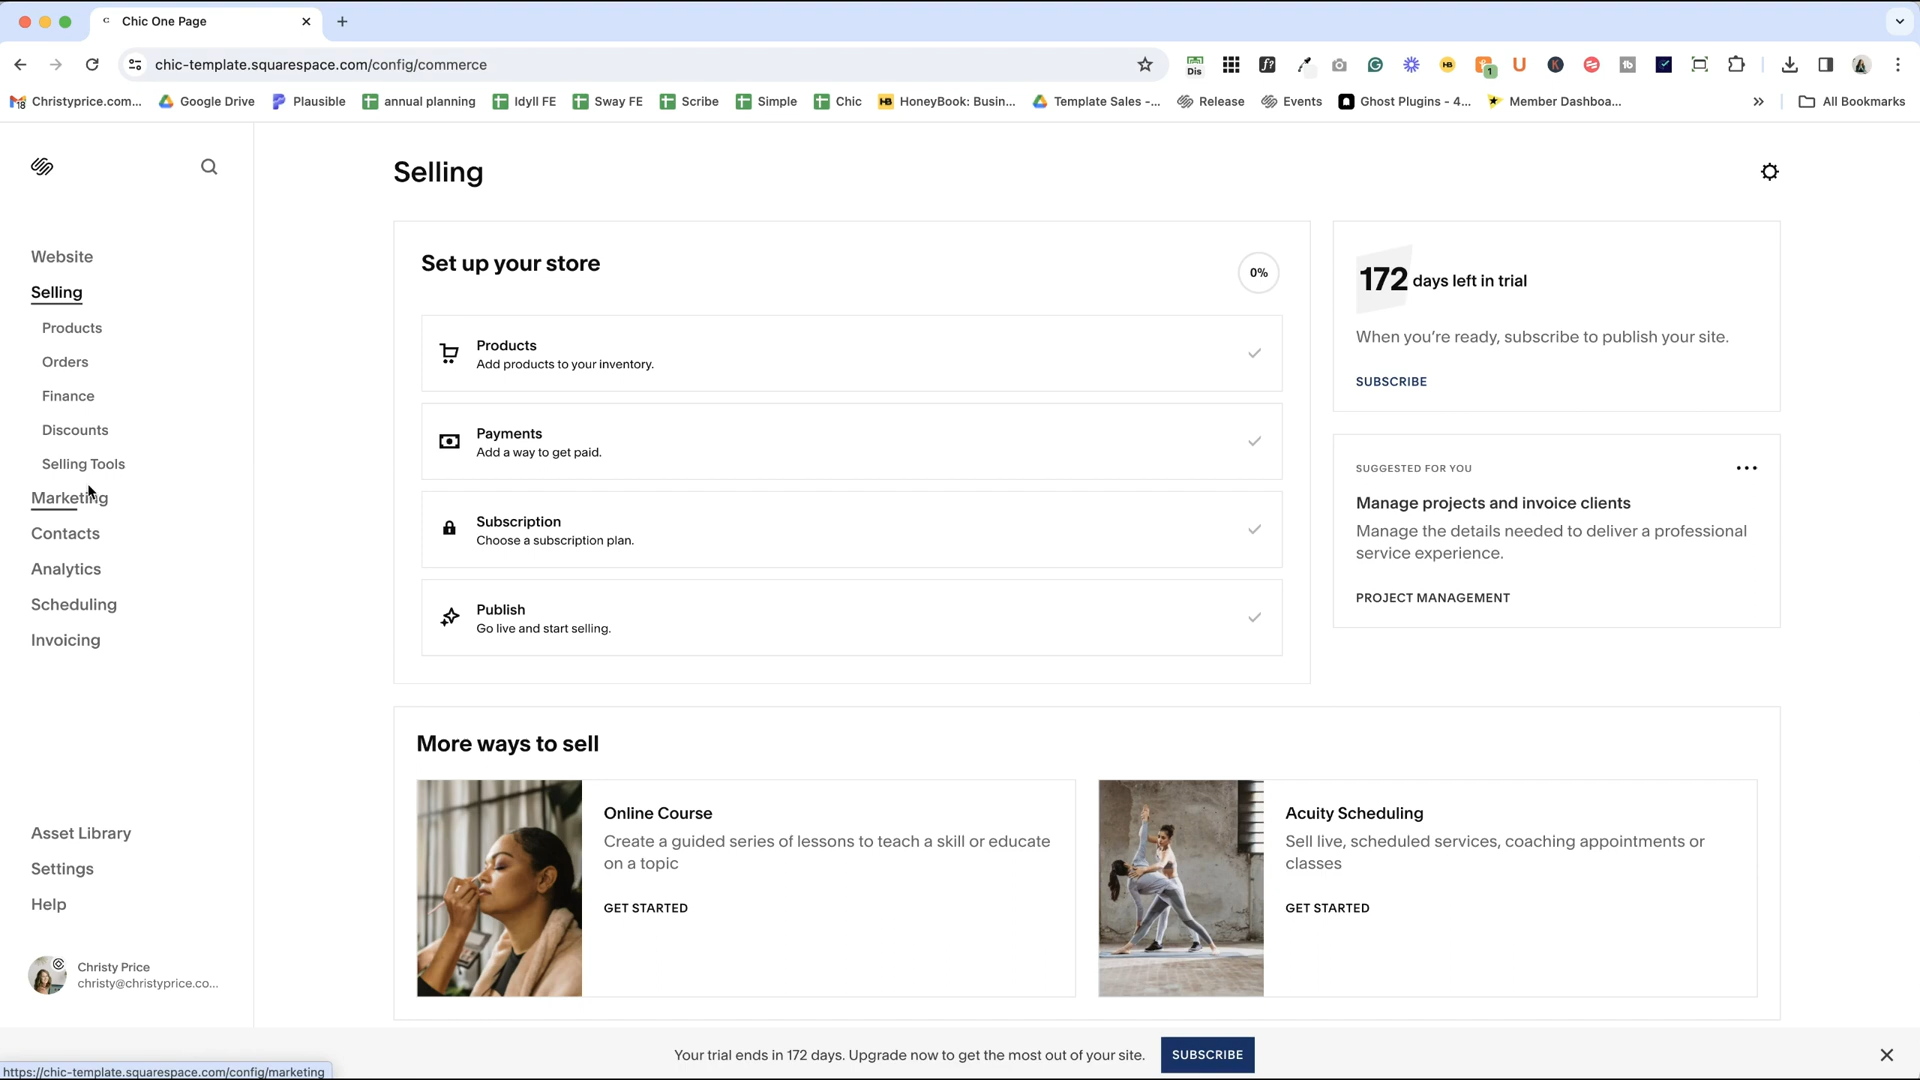 Chic One Page
chic-template.squarespace.com/config/commerce
Dis
1
Christyprice.com...
Google Drive
Plausible
annual planning
Idyll FE
Sway FE
Scribe
Simple
Chic
HoneyBook: Busin...
Template Sales -...
Release
Events
Ghost Plugins - 4...
Member Dashboa...
All Bookmarks
Website
Selling
Products
Orders
Finance
Discounts
Selling Tools
Marketing
Contacts
Analytics
Scheduling
Invoicing
Asset Library
Settings
Help
Christy Price
christy@christyprice.co...
Selling
Set up your store
0%
Products
Add products to your inventory.
Payments
Add a way to get paid.
Subscription
Choose a subscription plan.
Publish
Go live and start selling.
172 days left in trial
When you're ready, subscribe to publish your site.
SUBSCRIBE
SUGGESTED FOR YOU
Manage projects and invoice clients
Manage the details needed to deliver a professional
service experience.
PROJECT MANAGEMENT
More ways to sell
Online Course
Create a guided series of lessons to teach a skill or educate
on a topic
GET STARTED
Acuity Scheduling
Sell live, scheduled services, coaching appointments or
classes
GET STARTED
Your trial ends in 172 days. Upgrade now to get the most out of your site.
SUBSCRIBE
https://chic-template.squarespace.com/config/marketing